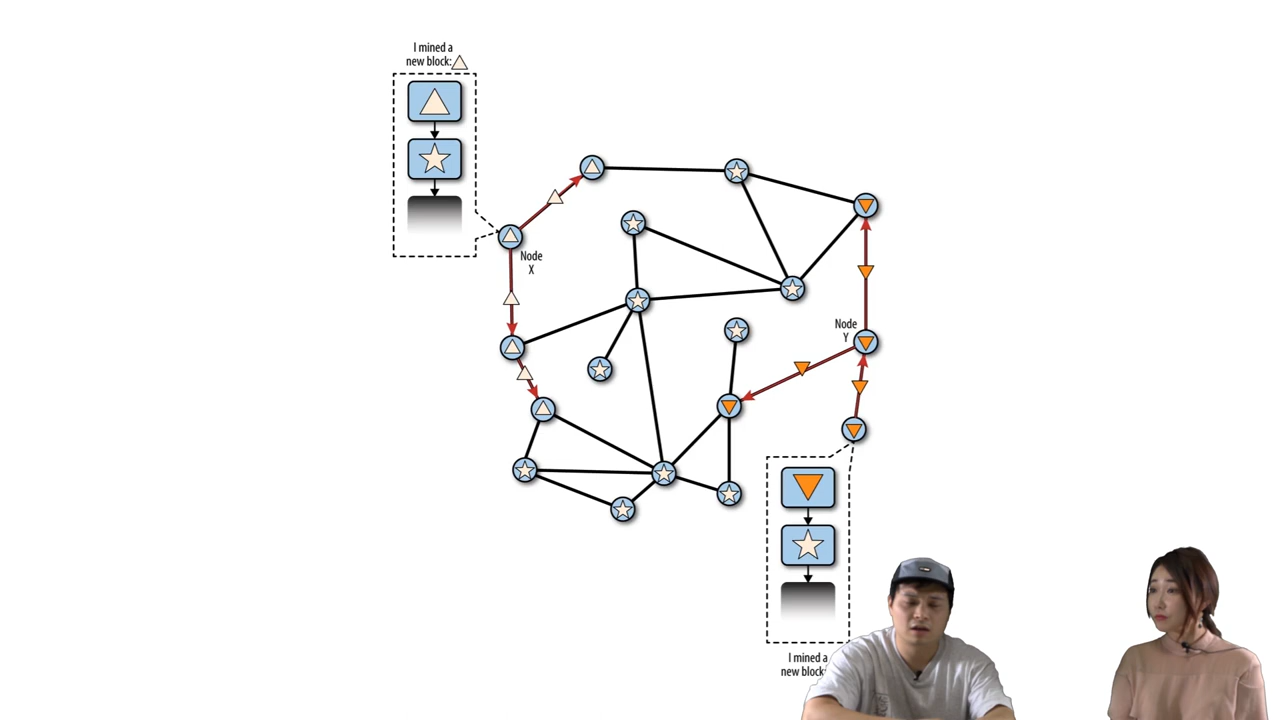 I mined a
new block:
Node
X
Node
Y
I mined a
new block